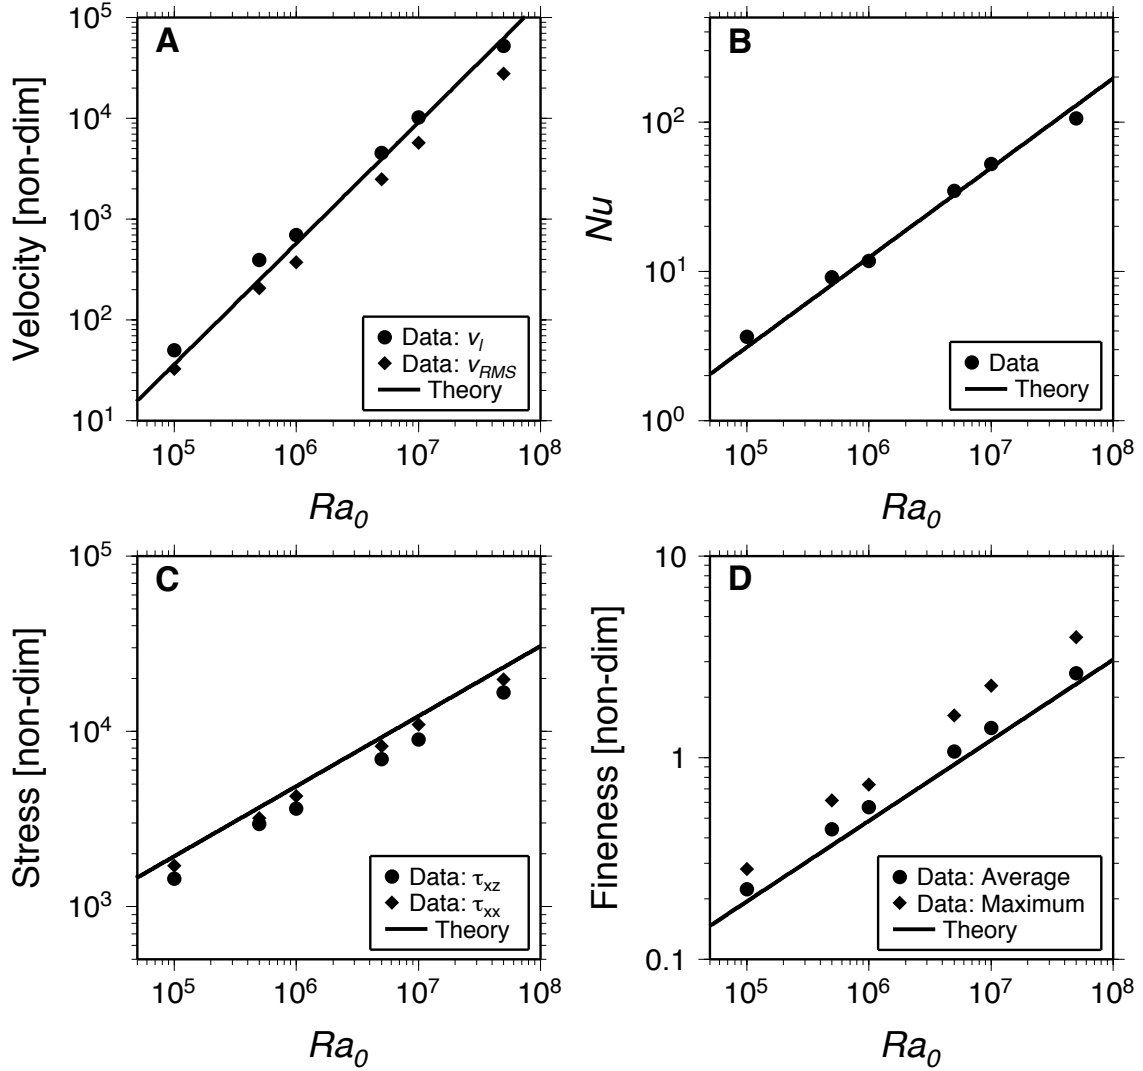 A
Velocity [non-dim]
10^5
10^4
10^3
10^2
10^1
Data: v_l
Data: v_RMS
Theory
10^5 10^6 10^7 10^8
Ra_0
B
Nu
10^2
10^1
10^0
Data
Theory
10^5 10^6 10^7 10^8
Ra_0
C
Stress [non-dim]
10^5
10^4
10^3
Data: τ_xz
Data: τ_xx
Theory
10^5 10^6 10^7 10^8
Ra_0
D
Fineness [non-dim]
10
1
0.1
Data: Average
Data: Maximum
Theory
10^5 10^6 10^7 10^8
Ra_0